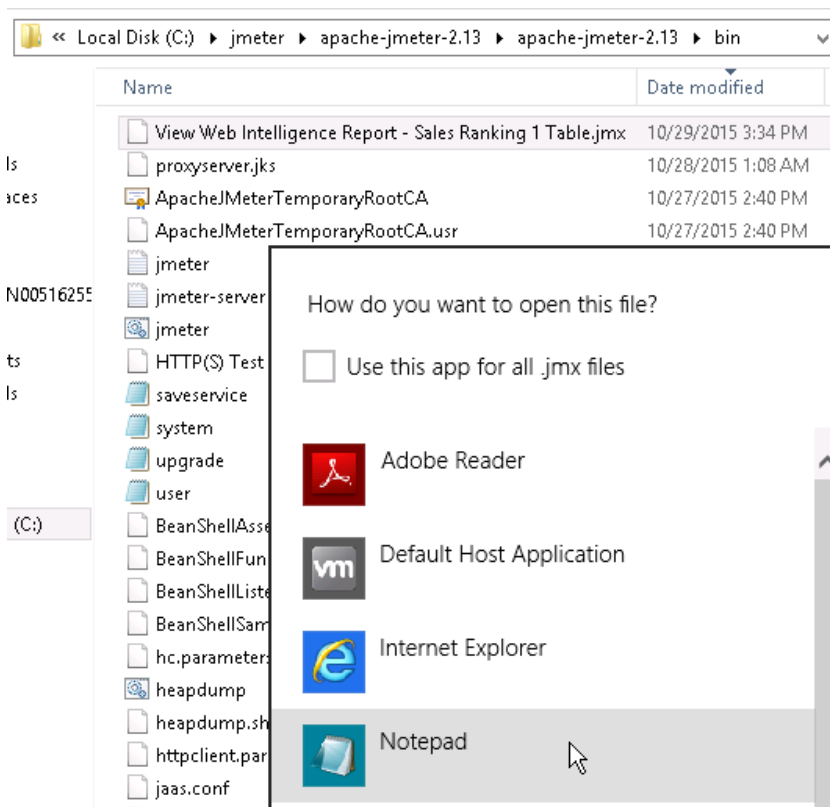 « Local Disk (C:) ▸ jmeter ▸ apache-jmeter-2.13 ▸ apache-jmeter-2.13 ▸ bin
Name Date modified
View Web Intelligence Report - Sales Ranking 1 Table.jmx 10/29/2015 3:34 PM
ls proxyserver.jks 10/28/2015 1:08 AM
aces ApacheJMeterTemporaryRootCA 10/27/2015 2:40 PM
ApacheJMeterTemporaryRootCA.usr 10/27/2015 2:40 PM
jmeter
N00516255 jmeter-server
jmeter
ts HTTP(S) Test
ls saveservice
system
upgrade
user
(C:) BeanShellAsse
BeanShellFun
BeanShellListe
BeanShellSam
hc.parameter
heapdump
heapdump.sh
httpclient.par
jaas.conf
How do you want to open this file?
Use this app for all .jmx files
Adobe Reader
vm Default Host Application
Internet Explorer
Notepad